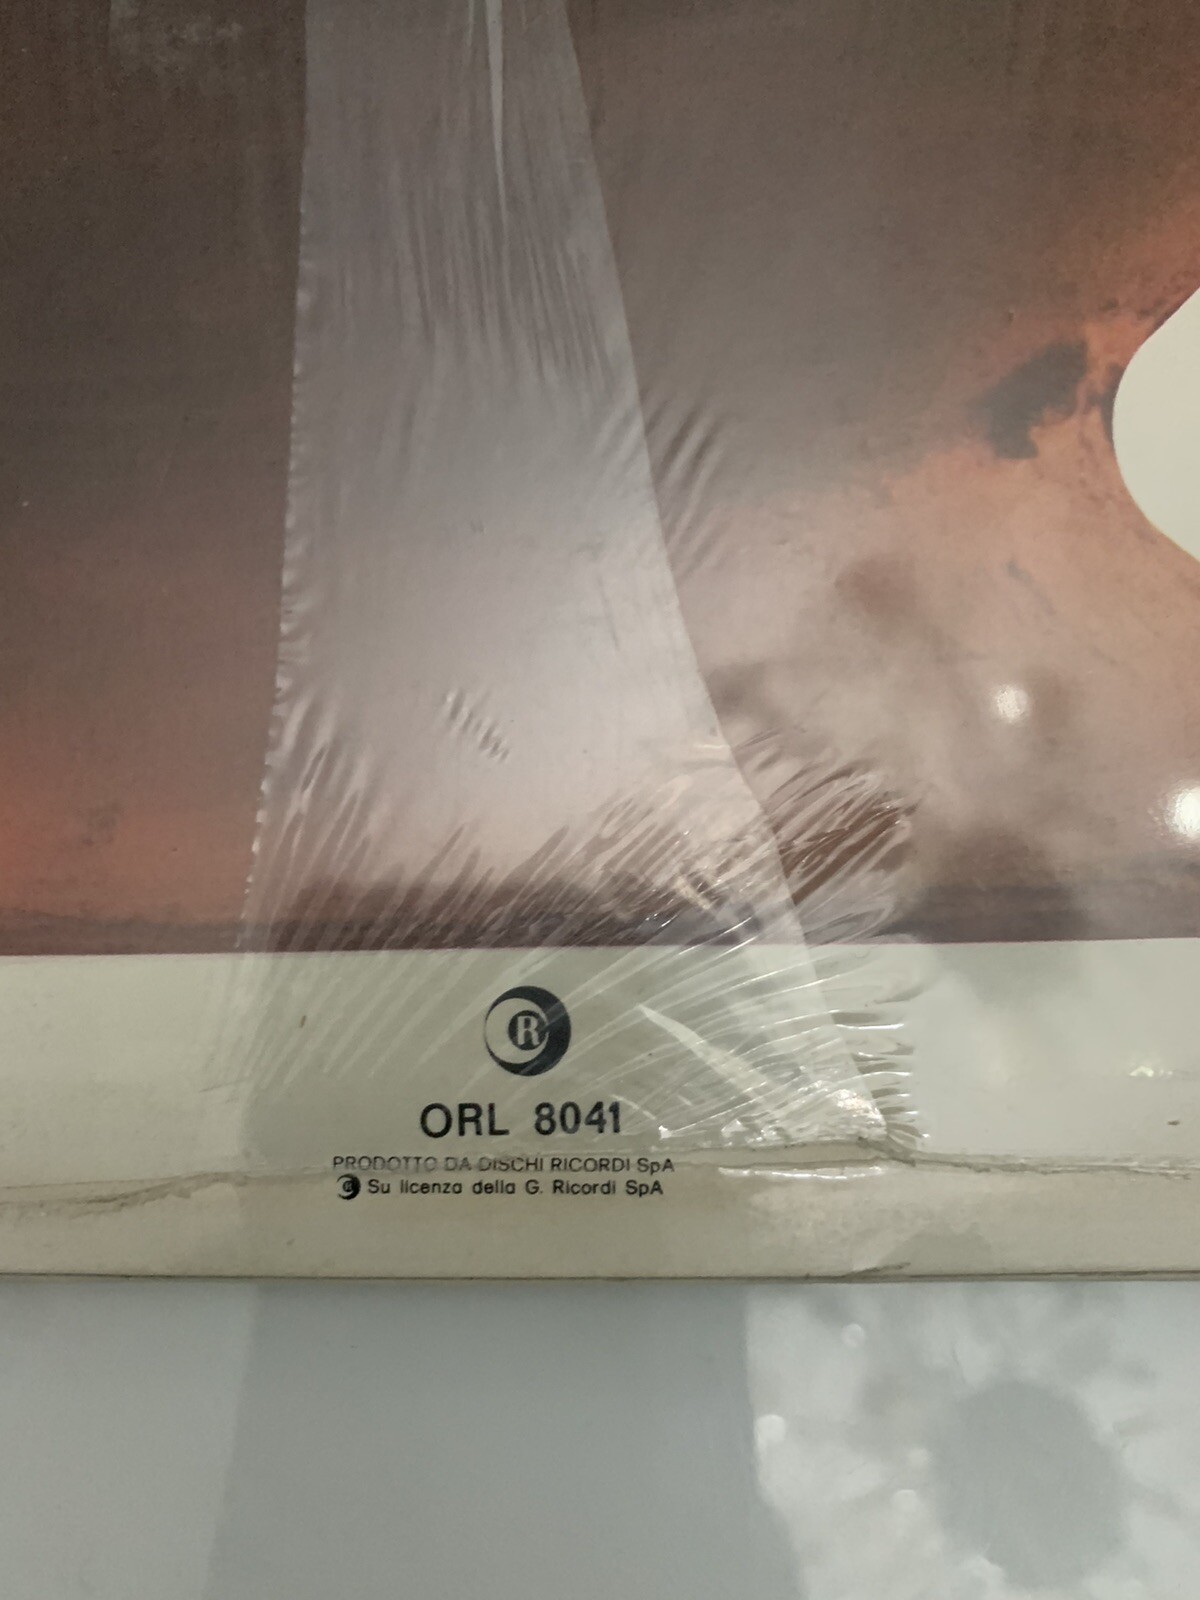 R
ORL 8041
PRODOTTO DA DISCHI RICORDI SpA
R Su licenza della G. Ricordi SpA